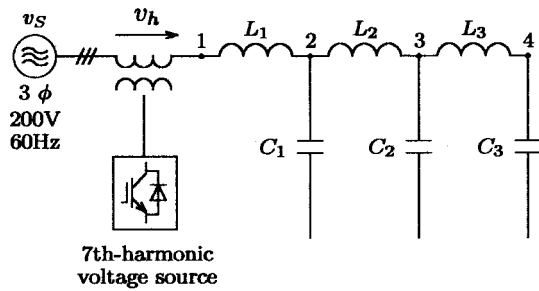 v_S
v_h
1
L_1
2
L_2
3
L_3
4
3 ϕ
200V
60Hz
C_1
C_2
C_3
7th-harmonic
voltage source